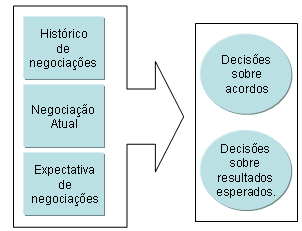 Histórico
de
negociações
Negociação
Atual
Expectativa
de
negociações
Decisões
sobre
acordos
Decisões
sobre
resultados
esperados.